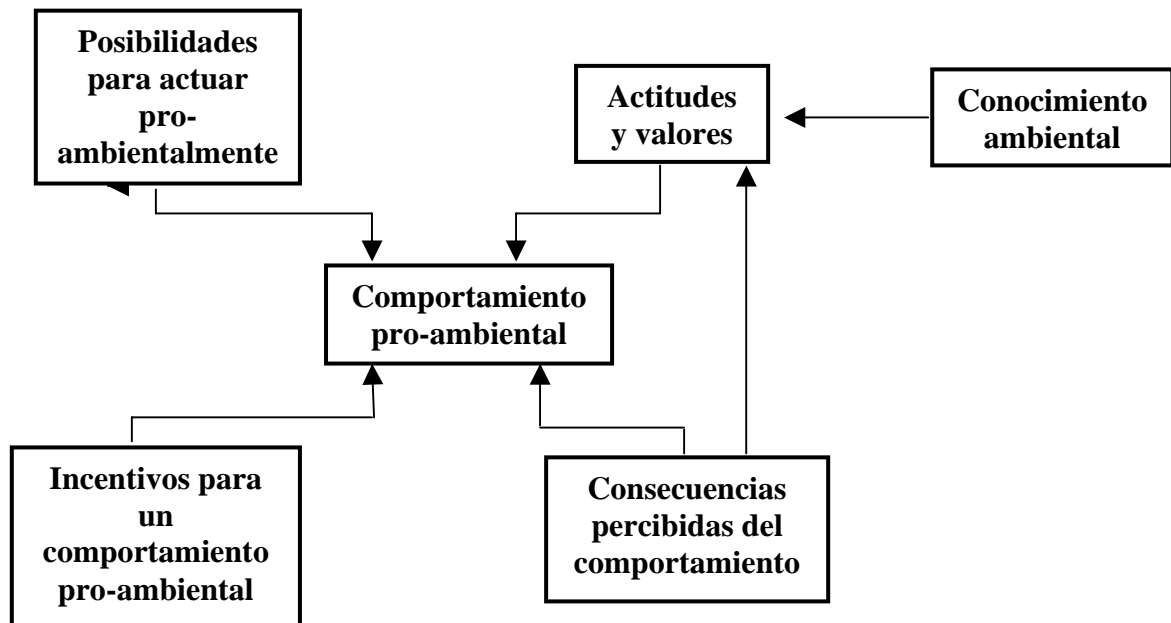 Posibilidades
para actuar
pro-
ambientalmente
Actitudes
y valores
Conocimiento
ambiental
Comportamiento
pro-ambiental
Incentivos para
un
comportamiento
pro-ambiental
Consecuencias
percibidas del
comportamiento